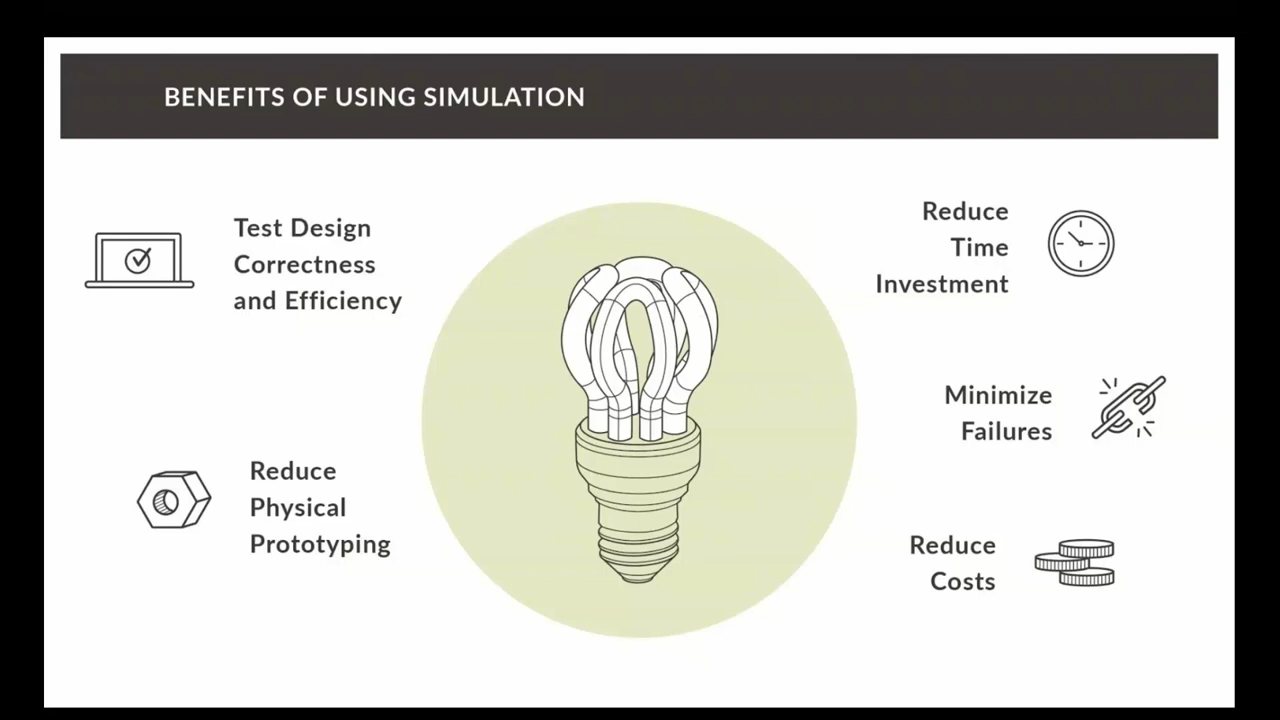 BENEFITS OF USING SIMULATION
Test Design
Correctness
and Efficiency
Reduce
Physical
Prototyping
Reduce
Time
Investment
Minimize
Failures
Reduce
Costs